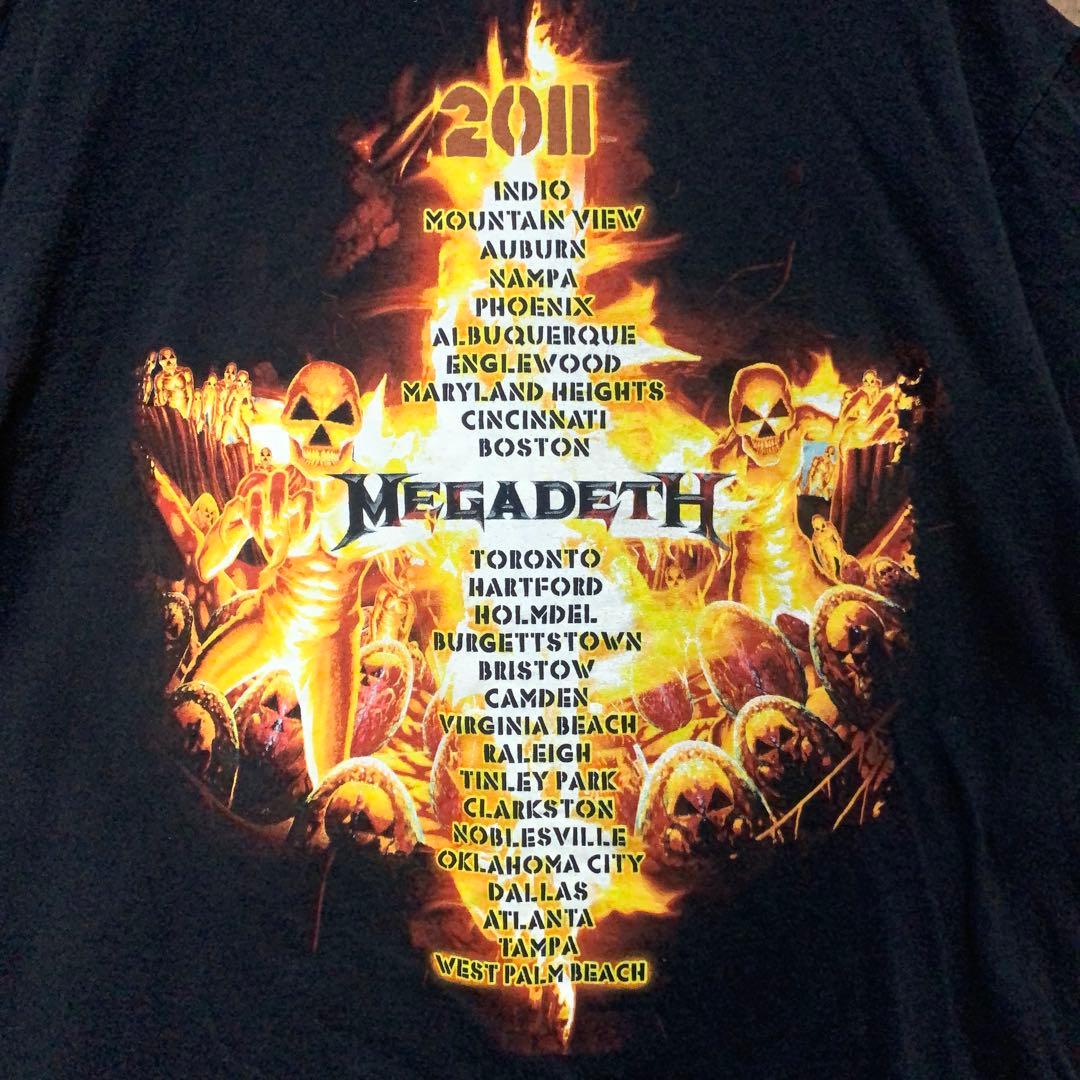 2011
INDIO
MOUNTAIN VIEW
AUBURN
NAMPA
PHOENIX
ALBUQUERQUE
ENGLEWOOD
MARYLAND HEIGHTS
CINCINNATI
BOSTON
MEGADETH
TORONTO
HARTFORD
HOLMDEL
BURGETTSTOWN
BRISTOW
CAMDEN
VIRGINIA BEACH
RALEIGH
TINLEY PARK
CLARKSTON
NOBLESVILLE
OKLAHOMA CITY
DALLAS
ATLANTA
TAMPA
WEST PALM BEACH